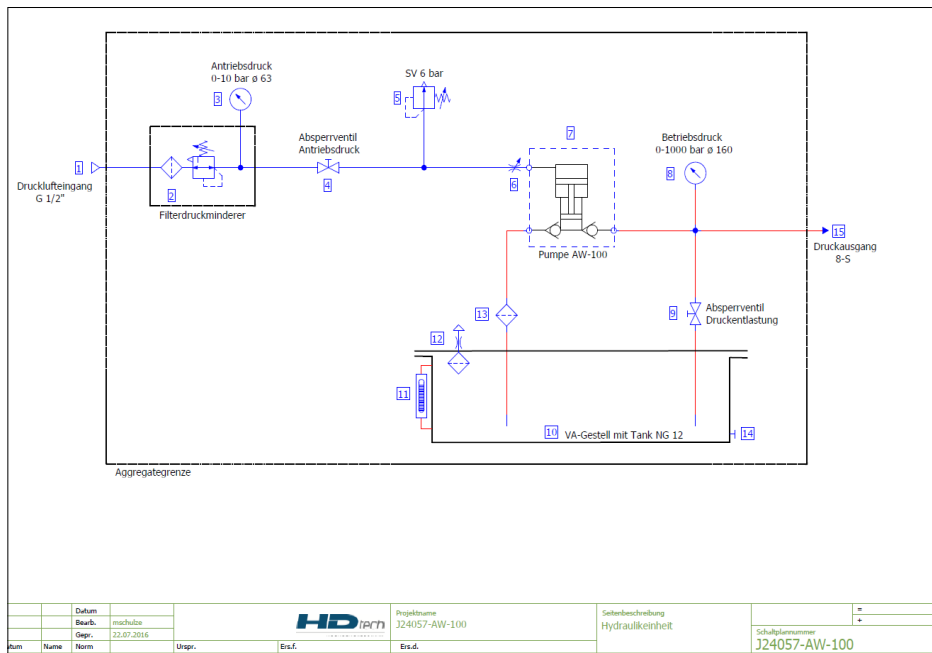 Antriebsdruck
0-10 bar ø 63
3
SV 6 bar
5
7
Absperrventil
Antriebsdruck
Betriebsdruck
0-1000 bar ø 160
1
2
4
6
8
Drucklufteingang
G 1/2"
Filterdruckminderer
15
Druckausgang
8-S
Pumpe AW-100
13
9
Absperrventil
Druckentlastung
12
11
10
VA-Gestell mit Tank NG 12
14
Aggregategrenze
Datum
Bearb.
mschulze
Gepr.
22.07.2016
Name
Norm
Urspr.
Ers.f.
Ers.d.
HD tech
Projektname
J24057-AW-100
Seitenbeschreibung
Hydraulikeinheit
Schaltplannummer
J24057-AW-100
=
+